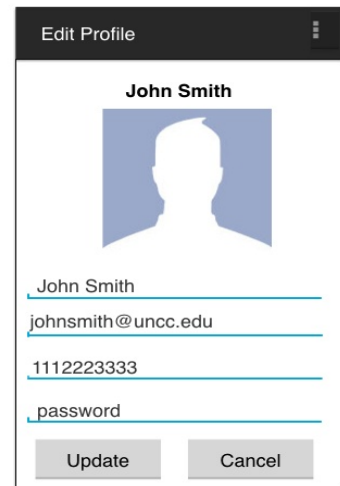 Edit Profile
John Smith
John Smith
johnsmith@uncc.edu
1112223333
password
Update Cancel